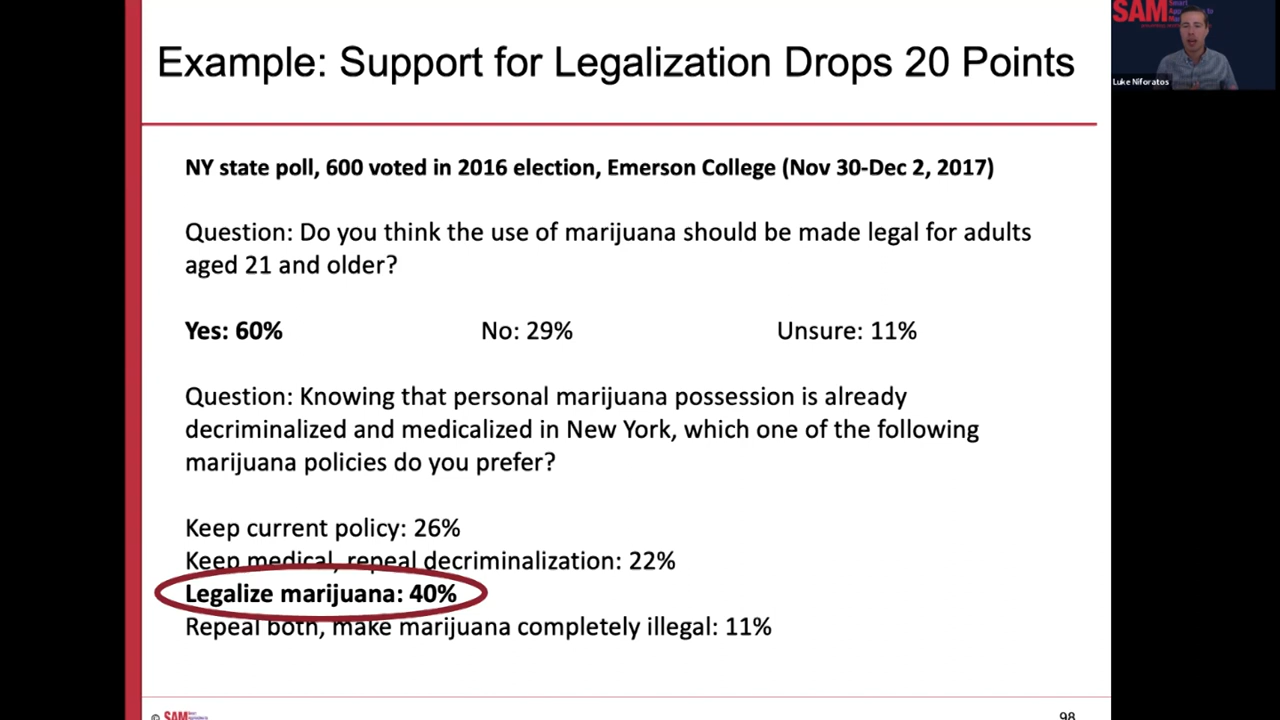 Example: Support for Legalization Drops 20 Points
SAM
Smart
Luke Niforatos
NY state poll, 600 voted in 2016 election, Emerson College (Nov 30-Dec 2, 2017)
Question: Do you think the use of marijuana should be made legal for adults
aged 21 and older?
Yes: 60% No: 29% Unsure: 11%
Question: Knowing that personal marijuana possession is already
decriminalized and medicalized in New York, which one of the following
marijuana policies do you prefer?
Keep current policy: 26%
Keep medical, repeal decriminalization: 22%
Legalize marijuana: 40%
Repeal both, make marijuana completely illegal: 11%
© SAM
98